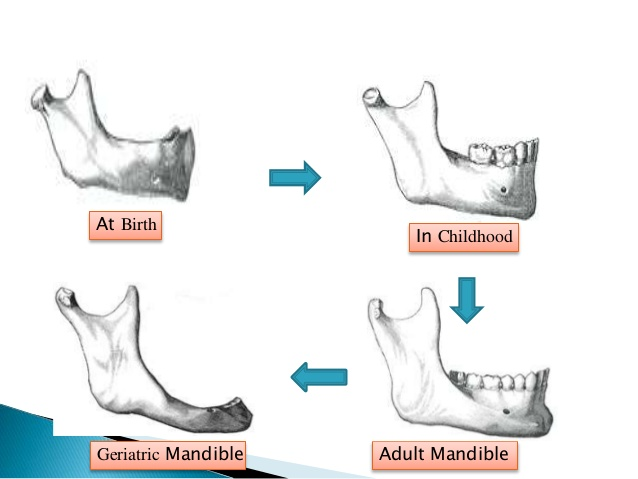 At Birth
In Childhood
Adult Mandible
Geriatric Mandible